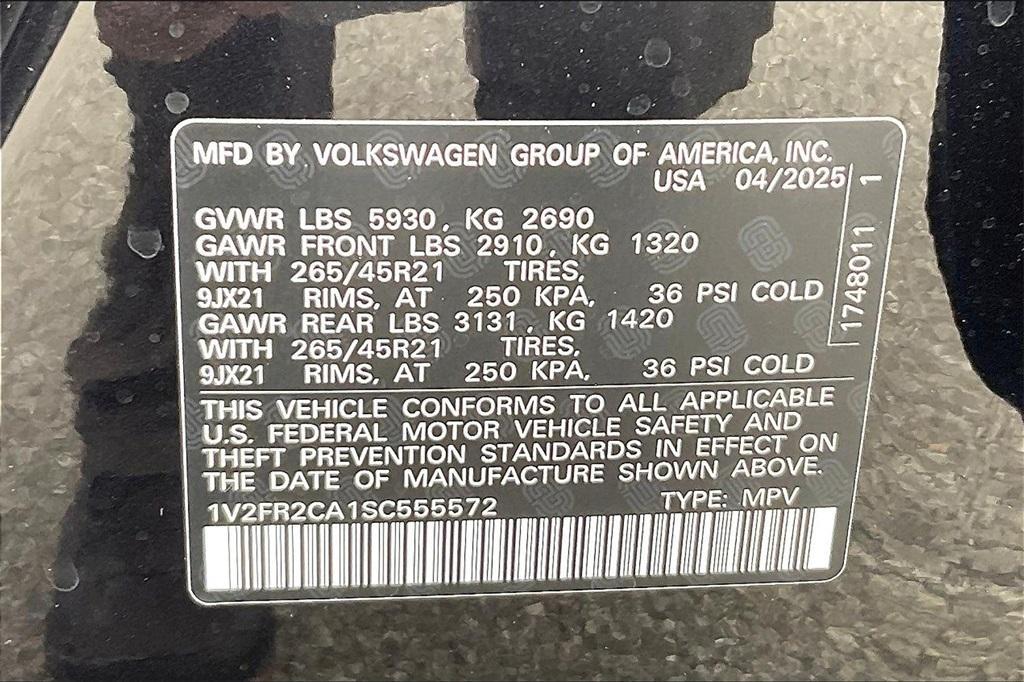 MFD BY VOLKSWAGEN GROUP OF AMERICA, INC.
USA 04/2025
GVWR LBS 5930, KG 2690
GAWR FRONT LBS 2910, KG 1320
WITH 265/45R21 TIRES,
9JX21 RIMS, AT 250 KPA, 36 PSI COLD
GAWR REAR LBS 3131, KG 1420
WITH 265/45R21 TIRES,
9JX21 RIMS, AT 250 KPA, 36 PSI COLD
1748011 1
THIS VEHICLE CONFORMS TO ALL APPLICABLE
U.S. FEDERAL MOTOR VEHICLE SAFETY AND
THEFT PREVENTION STANDARDS IN EFFECT ON
THE DATE OF MANUFACTURE SHOWN ABOVE.
1V2FR2CA1SC555572 TYPE: MPV